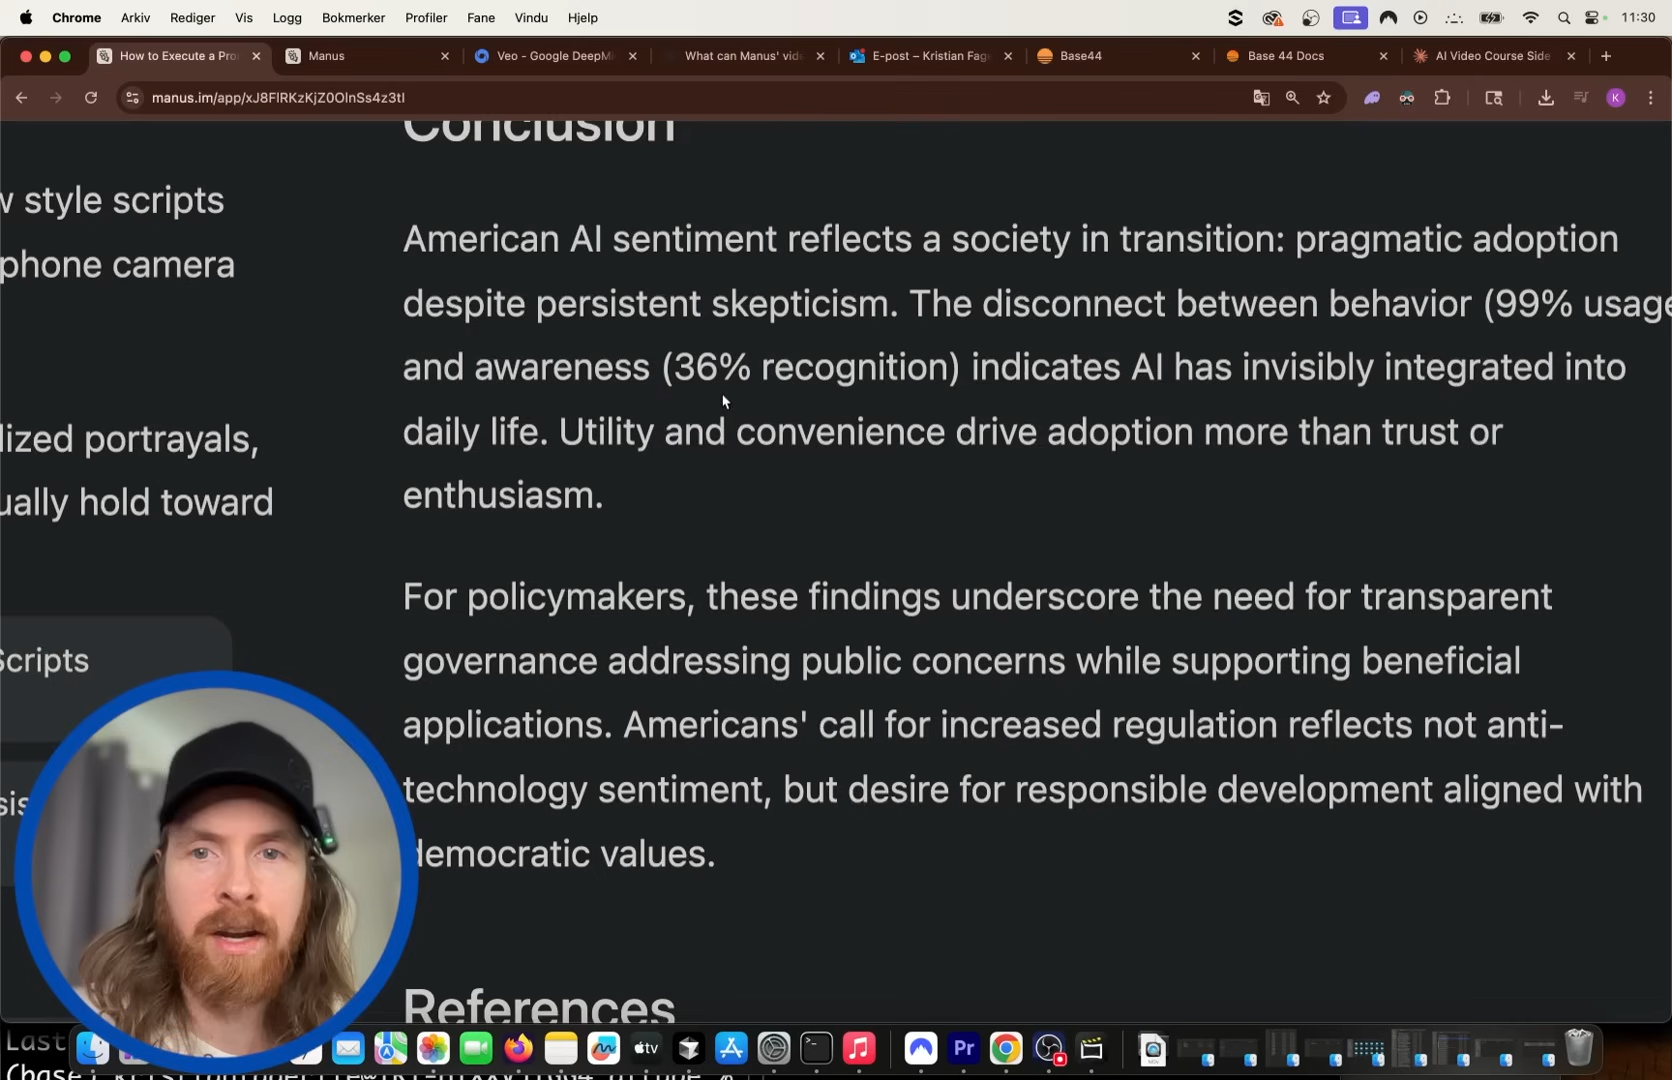 Chrome Arkiv Rediger Vis Logg Bokmerker Profiler Fane Vindu Hjelp 11:30
How to Execute a Pro Manus Veo - Google DeepMi What can Manus' vid E-post – Kristian Fag Base44 Base 44 Docs AI Video Course Side
manus.im/app/xJ8FlRKzKjZ0OlnSs4z3tI K
Conclusion
w style scripts
phone camera
lized portrayals,
ually hold toward
Scripts
sis
American AI sentiment reflects a society in transition: pragmatic adoption
despite persistent skepticism. The disconnect between behavior (99% usage
and awareness (36% recognition) indicates AI has invisibly integrated into
daily life. Utility and convenience drive adoption more than trust or
enthusiasm.
For policymakers, these findings underscore the need for transparent
governance addressing public concerns while supporting beneficial
applications. Americans' call for increased regulation reflects not anti-
technology sentiment, but desire for responsible development aligned with
democratic values.
References
Last
tv
Pr